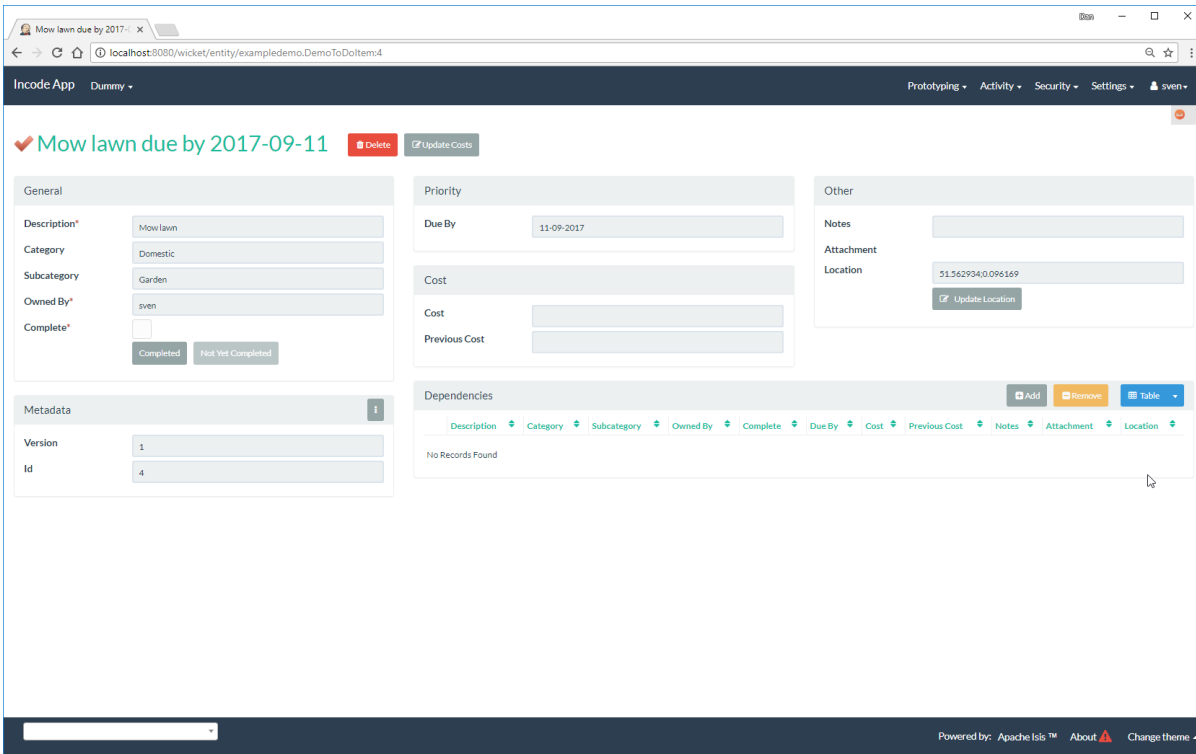 Mow lawn due by 2017-
Dan
localhost:8080/wicket/entity/exampledemo.DemoToDoItem:4
Incode App Dummy Prototyping Activity Security Settings sven
Mow lawn due by 2017-09-11 Delete Update Costs
General
Description* Mow lawn
Category Domestic
Subcategory Garden
Owned By* sven
Complete*
Completed Not Yet Completed
Metadata
Version 1
Id 4
Priority
Due By 11-09-2017
Cost
Cost
Previous Cost
Other
Notes
Attachment
Location 51.562934;0.096169
Update Location
Dependencies Add Remove Table
Description Category Subcategory Owned By Complete Due By Cost Previous Cost Notes Attachment Location
No Records Found
Powered by: Apache Isis ™ About Change theme